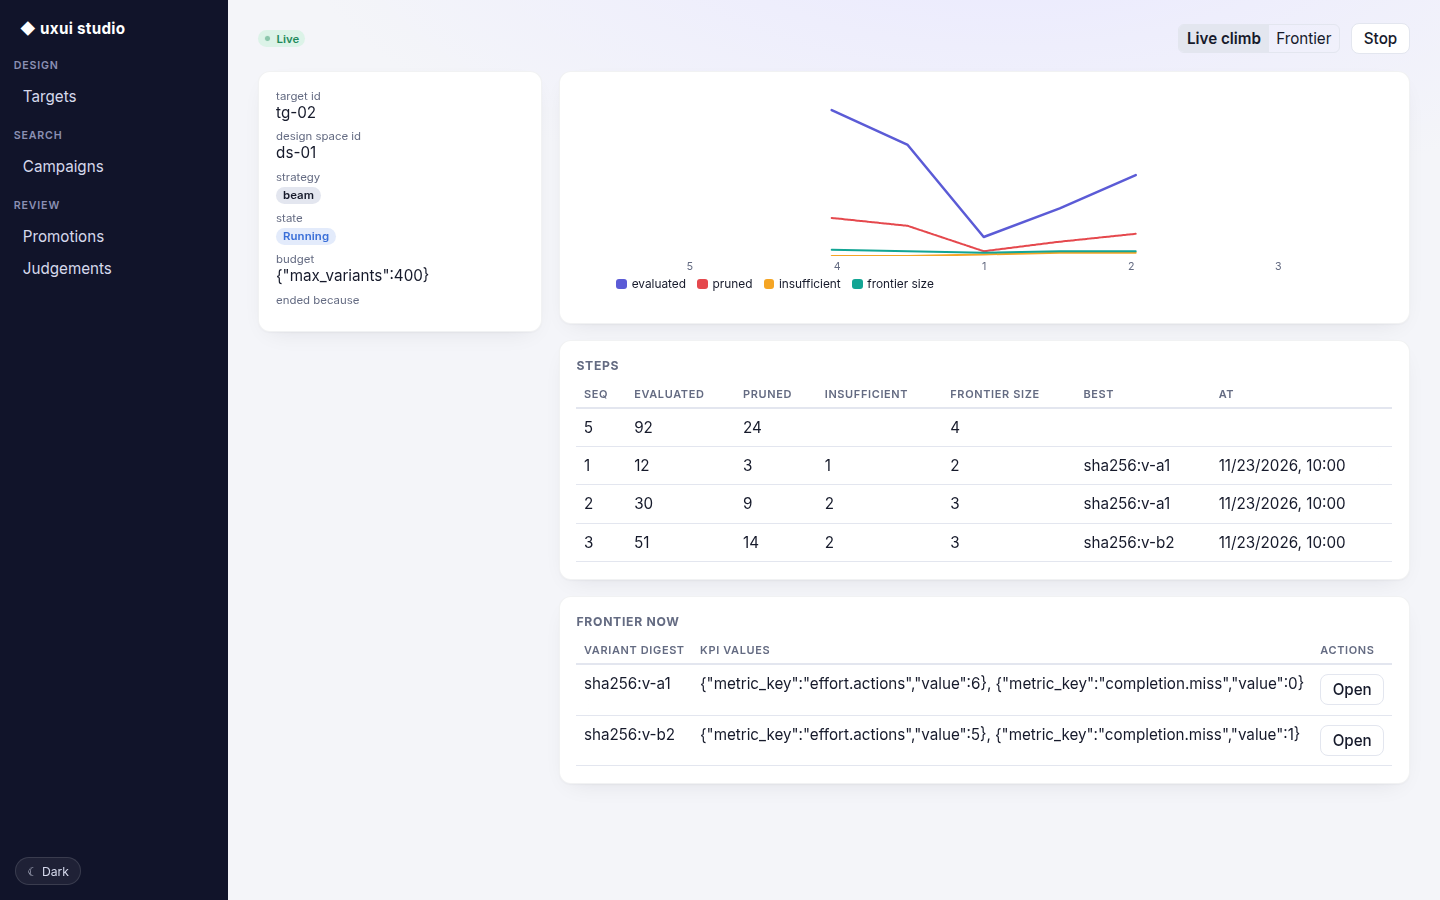 ◆ uxui studio
DESIGN
Targets
SEARCH
Campaigns
REVIEW
Promotions
Judgements
☾ Dark
Live
Live climb
Frontier
Stop
target id
tg-02
design space id
ds-01
strategy
beam
state
Running
budget
{"max_variants":400}
ended because
5 4 1 2 3
evaluated pruned insufficient frontier size
STEPS
SEQ EVALUATED PRUNED INSUFFICIENT FRONTIER SIZE BEST AT
5 92 24 4
1 12 3 1 2 sha256:v-a1 11/23/2026, 10:00
2 30 9 2 3 sha256:v-a1 11/23/2026, 10:00
3 51 14 2 3 sha256:v-b2 11/23/2026, 10:00
FRONTIER NOW
VARIANT DIGEST KPI VALUES ACTIONS
sha256:v-a1 {"metric_key":"effort.actions","value":6}, {"metric_key":"completion.miss","value":0} Open
sha256:v-b2 {"metric_key":"effort.actions","value":5}, {"metric_key":"completion.miss","value":1} Open